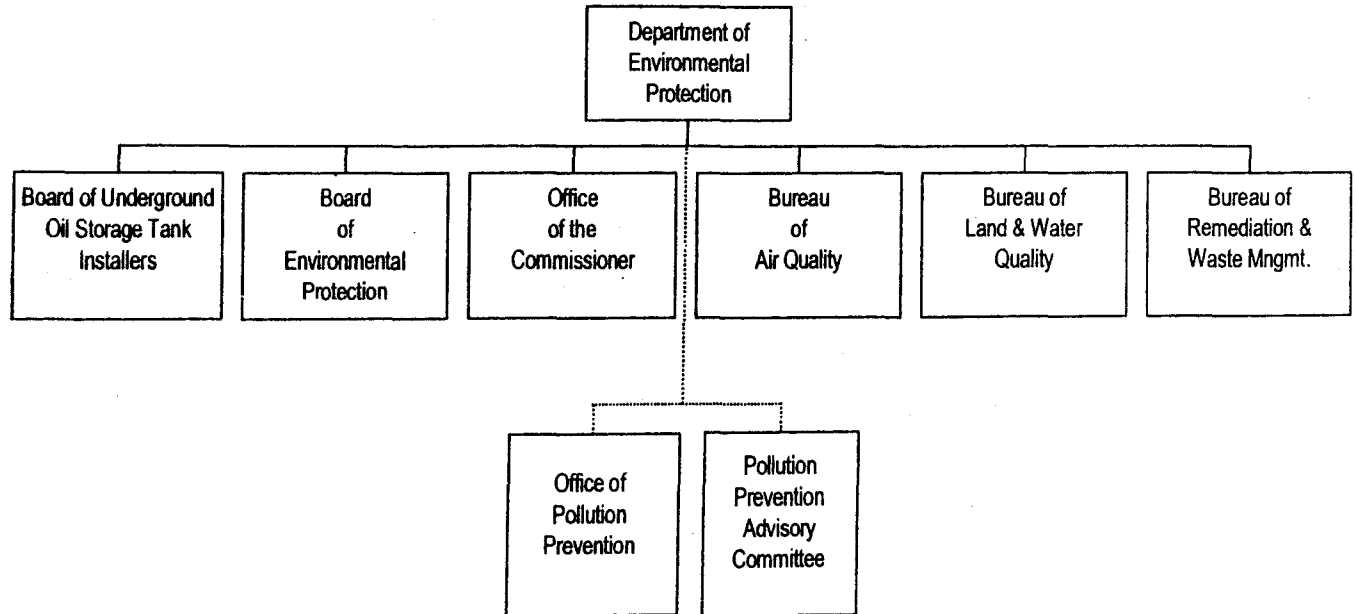 Department of
Environmental
Protection
Board of Underground
Oil Storage Tank
Installers
Board
of
Environmental
Protection
Office
of the
Commissioner
Bureau
of
Air Quality
Bureau of
Land & Water
Quality
Bureau of
Remediation &
Waste Mngmt.
Office of
Pollution
Prevention
Pollution
Prevention
Advisory
Committee